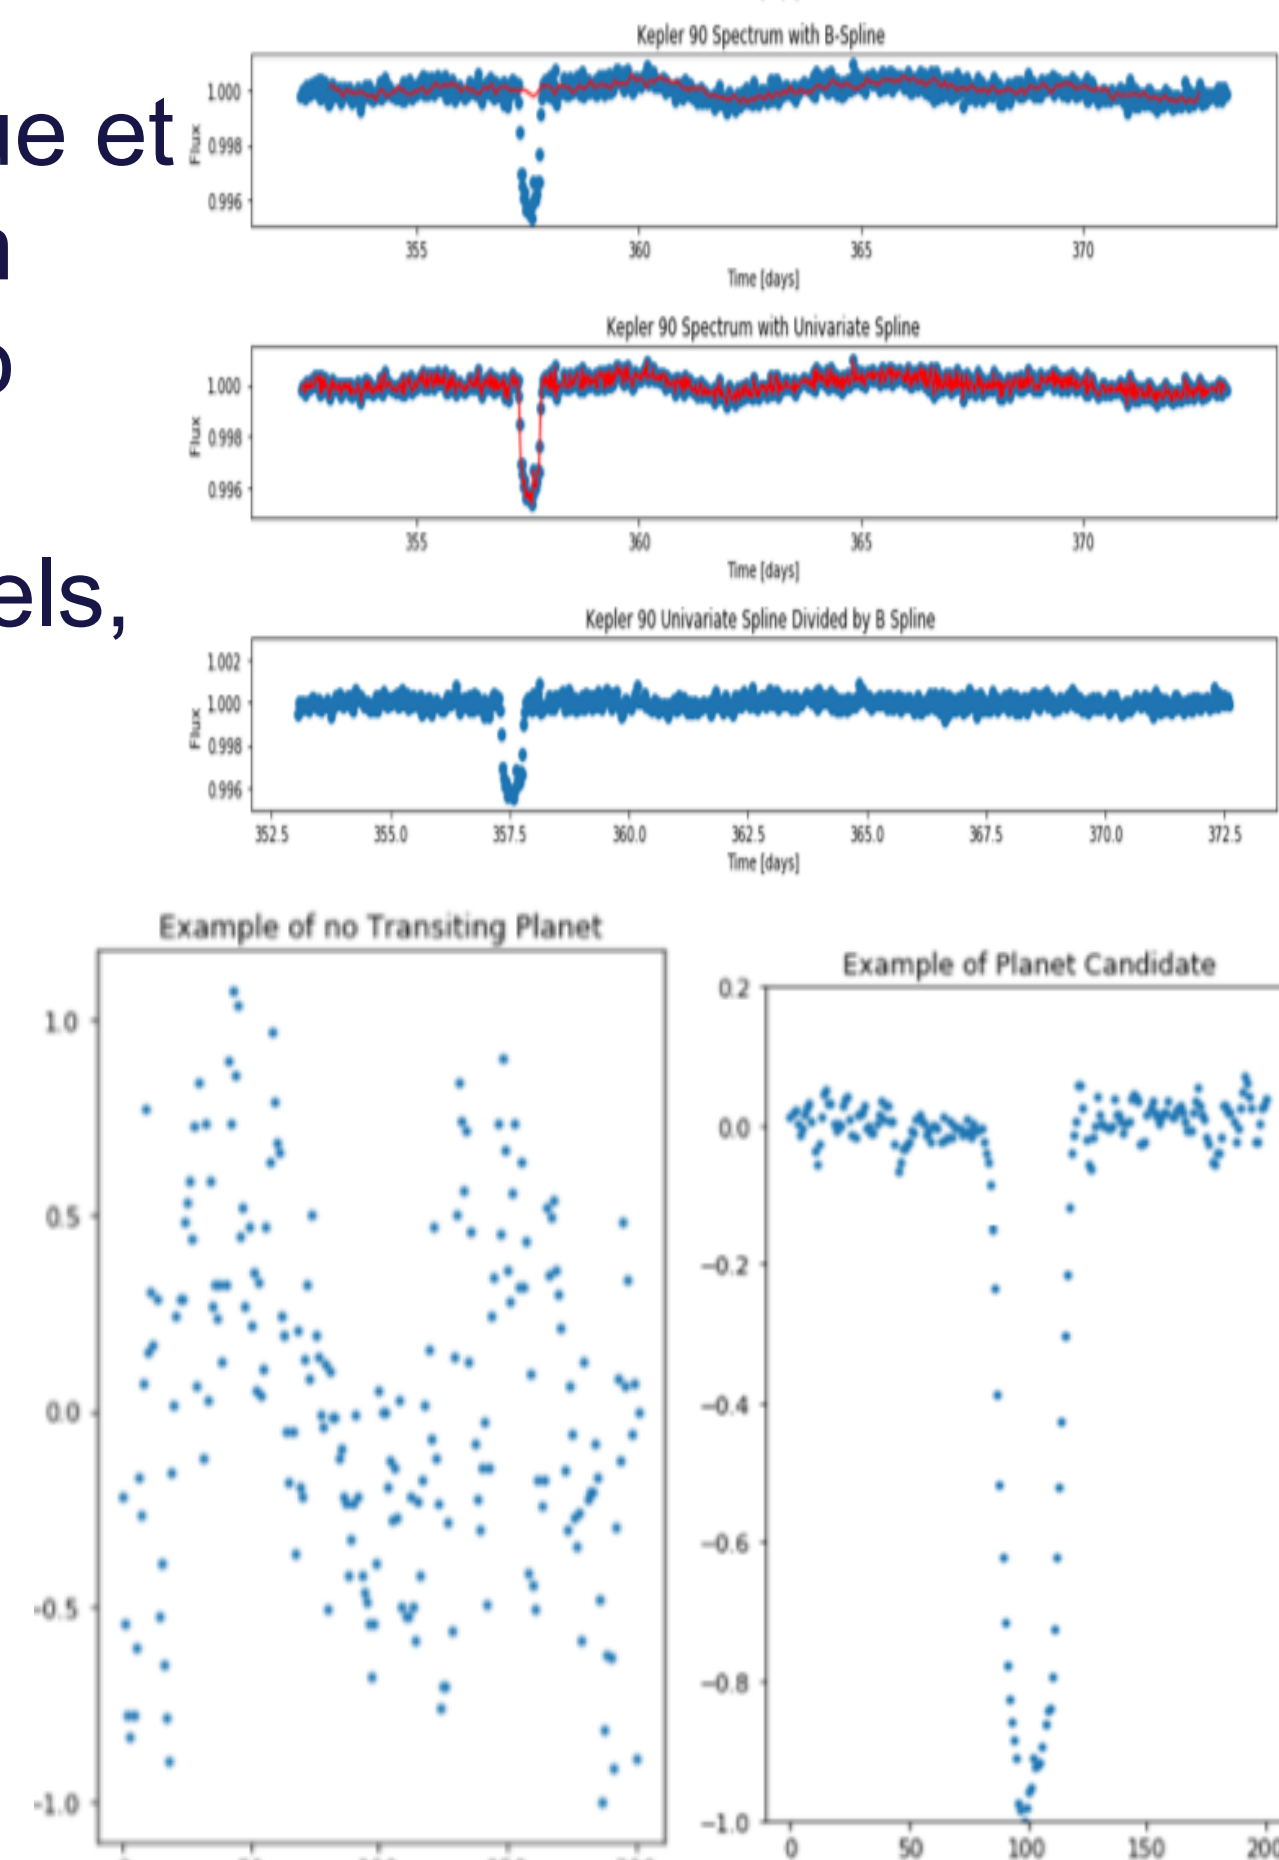 ue et
n
o
els,
Kepler 90 Spectrum with B-Spline
1.000
0.998
0.996
Flux
355 360 365 370
Time [days]
Kepler 90 Spectrum with Univariate Spline
1.000
0.998
0.996
Flux
355 360 365 370
Time [days]
Kepler 90 Univariate Spline Divided by B Spline
1.002
1.000
0.998
0.996
Flux
352.5 355.0 357.5 360.0 362.5 365.0 367.5 370.0 372.5
Time [days]
Example of no Transiting Planet
1.0
0.5
0.0
-0.5
-1.0
Example of Planet Candidate
0.2
0.0
−0.2
−0.4
−0.6
−0.8
−1.0
0 50 100 150 200